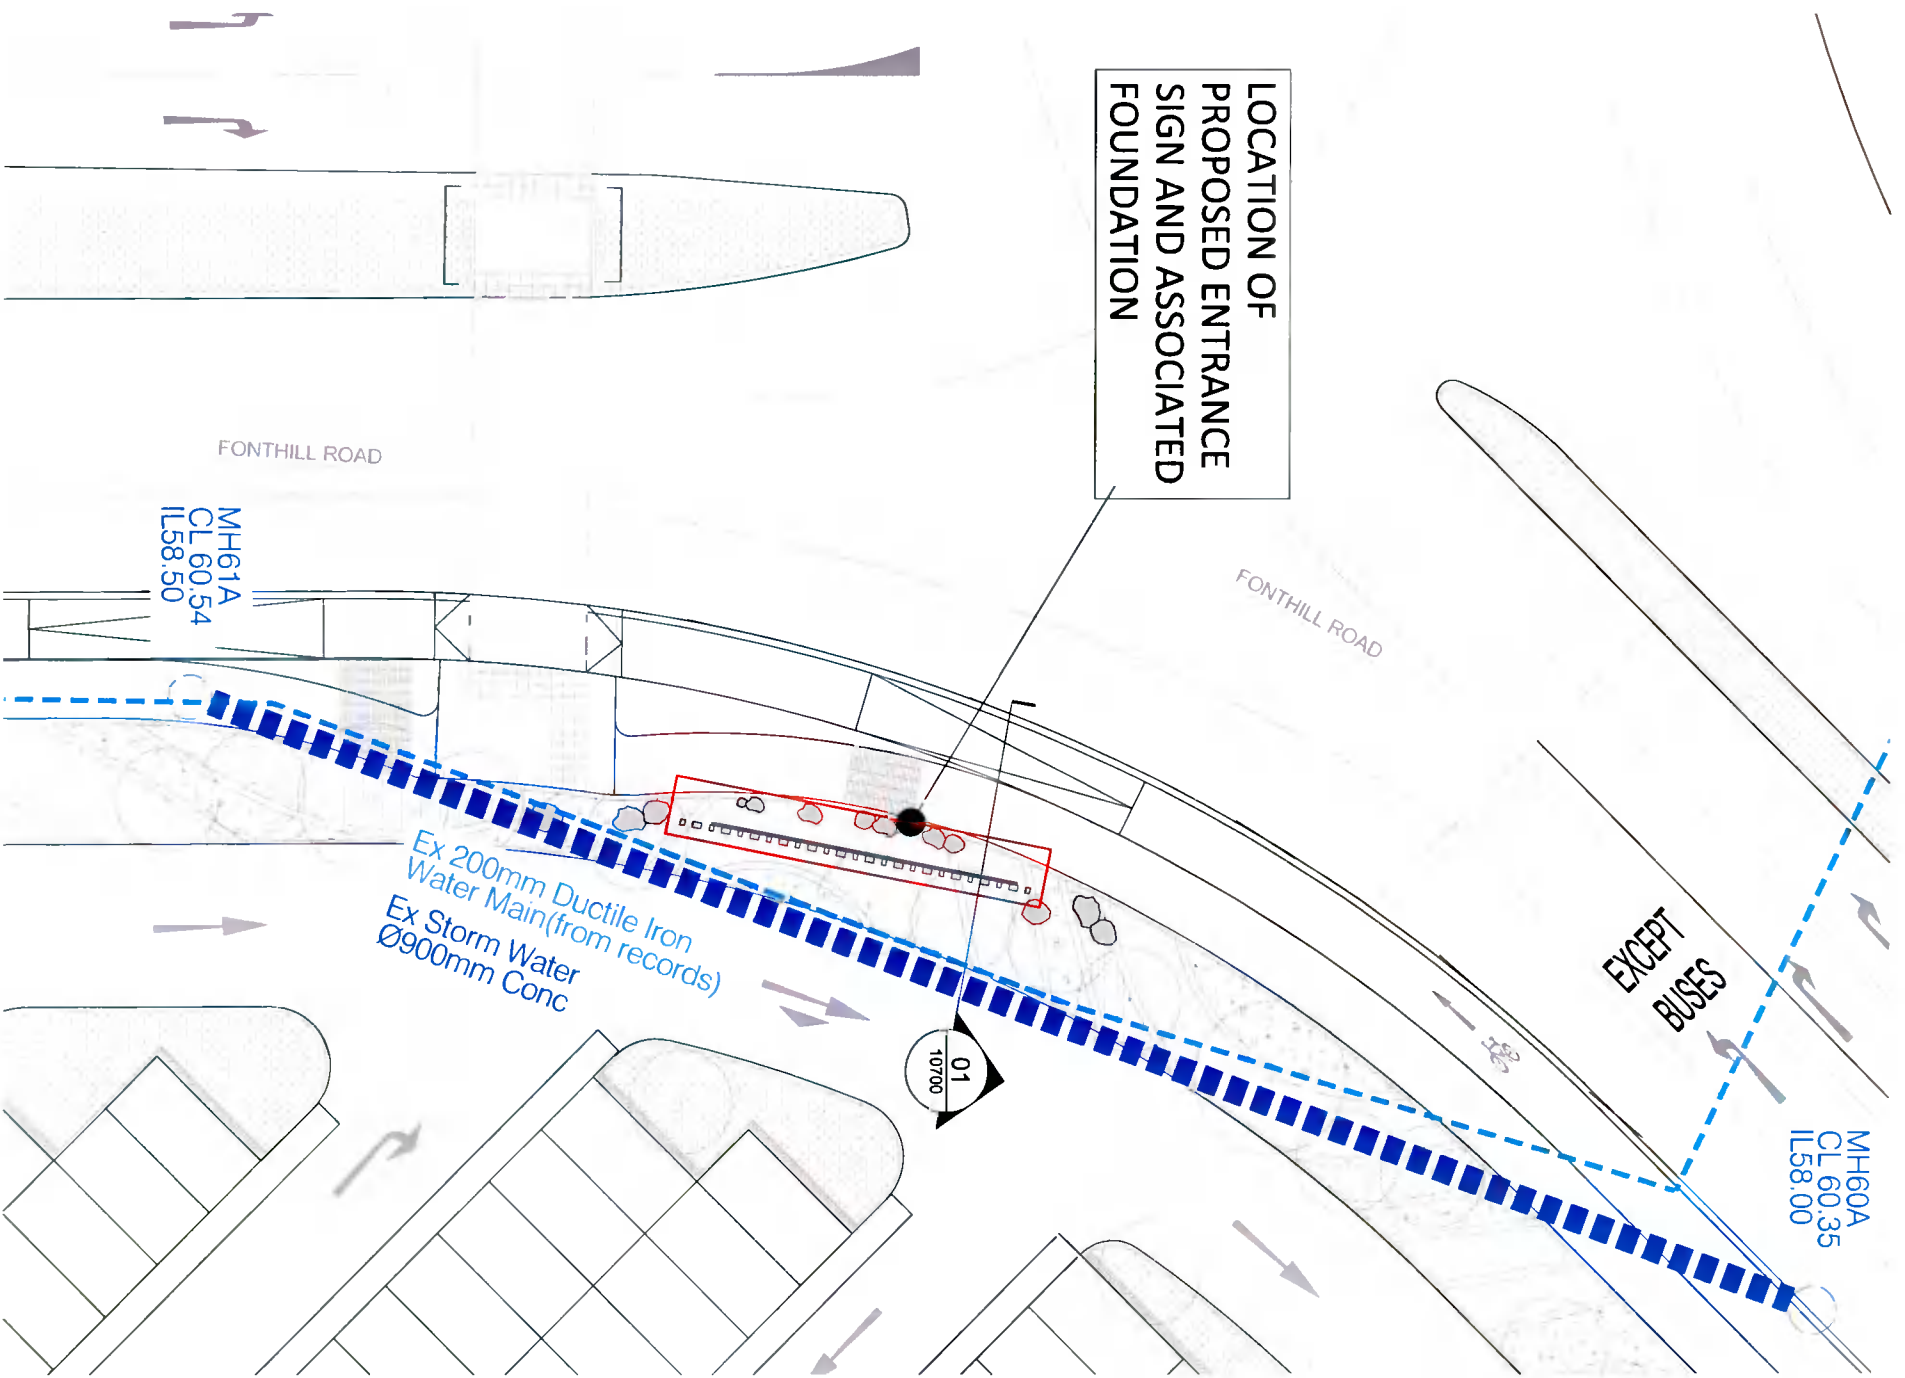 LOCATION OF
PROPOSED ENTRANCE
SIGN AND ASSOCIATED
FOUNDATION
FONTHILL ROAD
FONTHILL ROAD
MH61A
CL 60.54
IL58.50
Ex 200mm Ductile Iron
Water Main(from records)
Ex Storm Water
Ø900mm Conc
01
10700
EXCEPT
BUSES
MH60A
CL 60.35
IL58.00